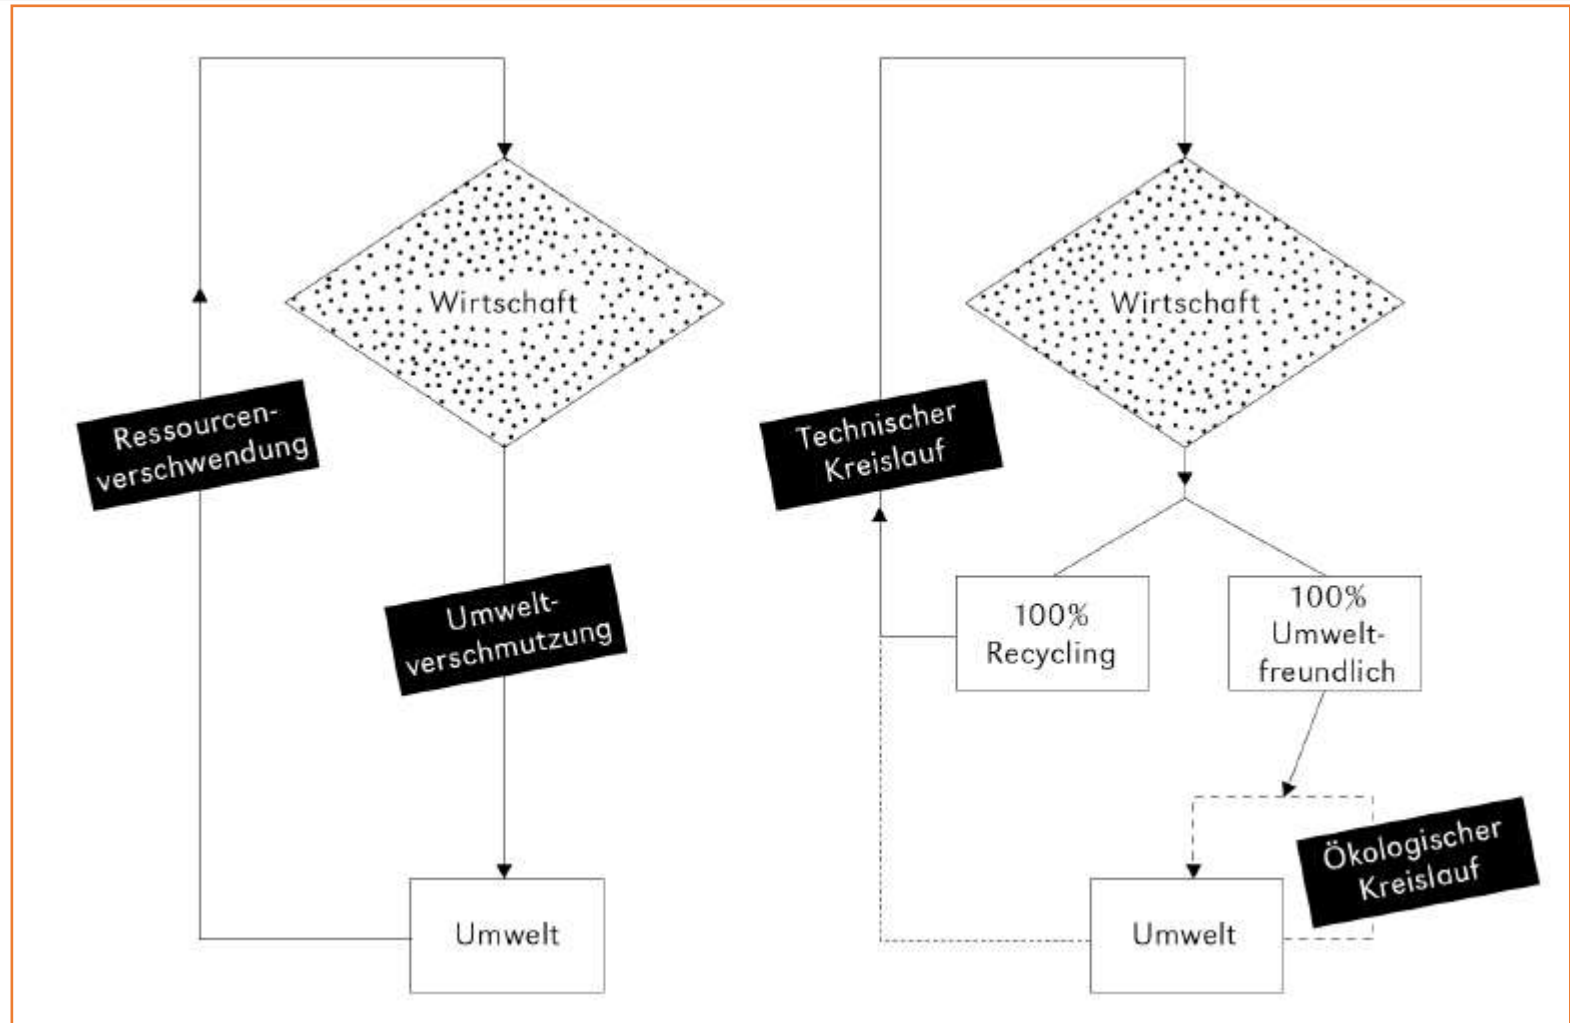 Wirtschaft
Ressourcen-
verschwendung
Umwelt-
verschmutzung
Umwelt
Wirtschaft
Technischer
Kreislauf
100%
Recycling
100%
Umwelt-
freundlich
Ökologischer
Kreislauf
Umwelt